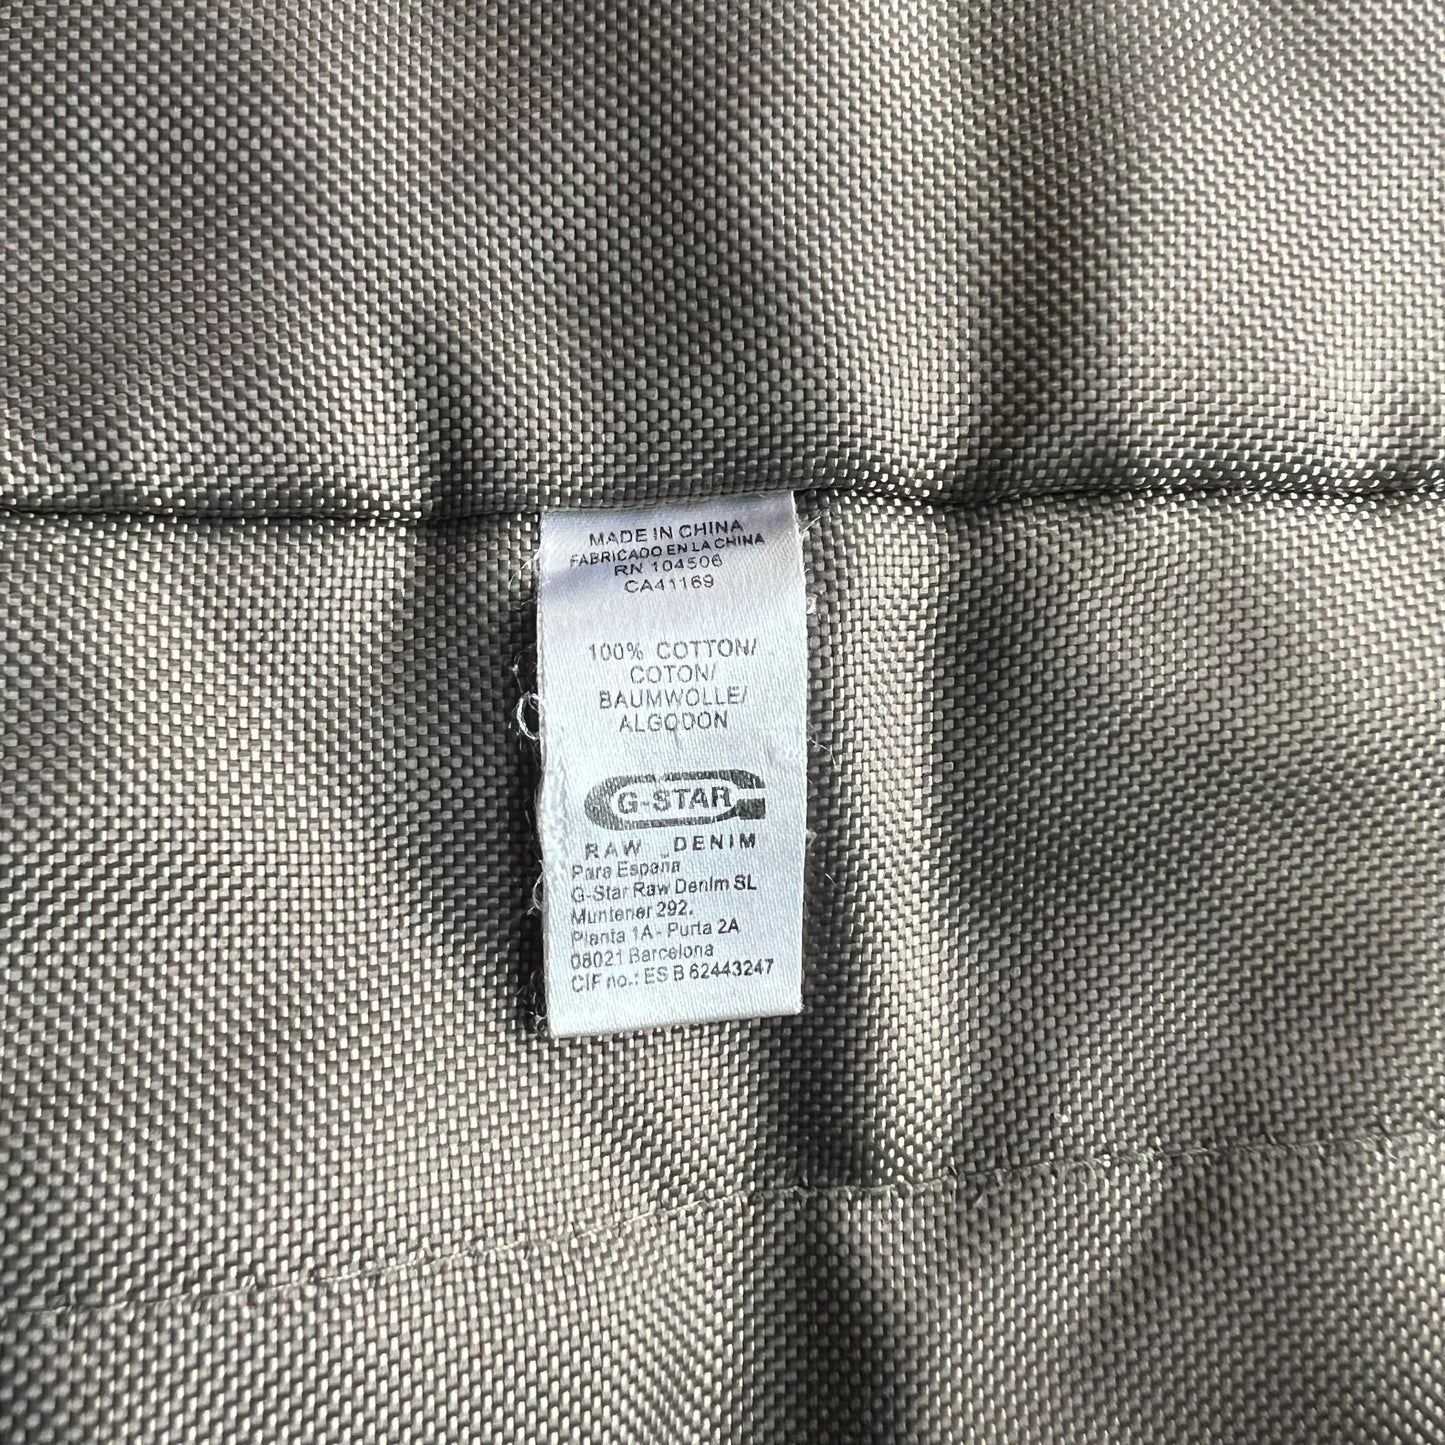 MADE IN CHINA
FABRICADO EN LA CHINA
RN 104506
CA41169
100% COTTON/
COTON/
BAUMWOLLE/
ALGODON
G-STAR
RAW DENIM
Para España
G-Star Raw Denim SL
Muntener 292.
Planta 1A - Purta 2A
08021 Barcelona
CIF no.: ES B 62443247